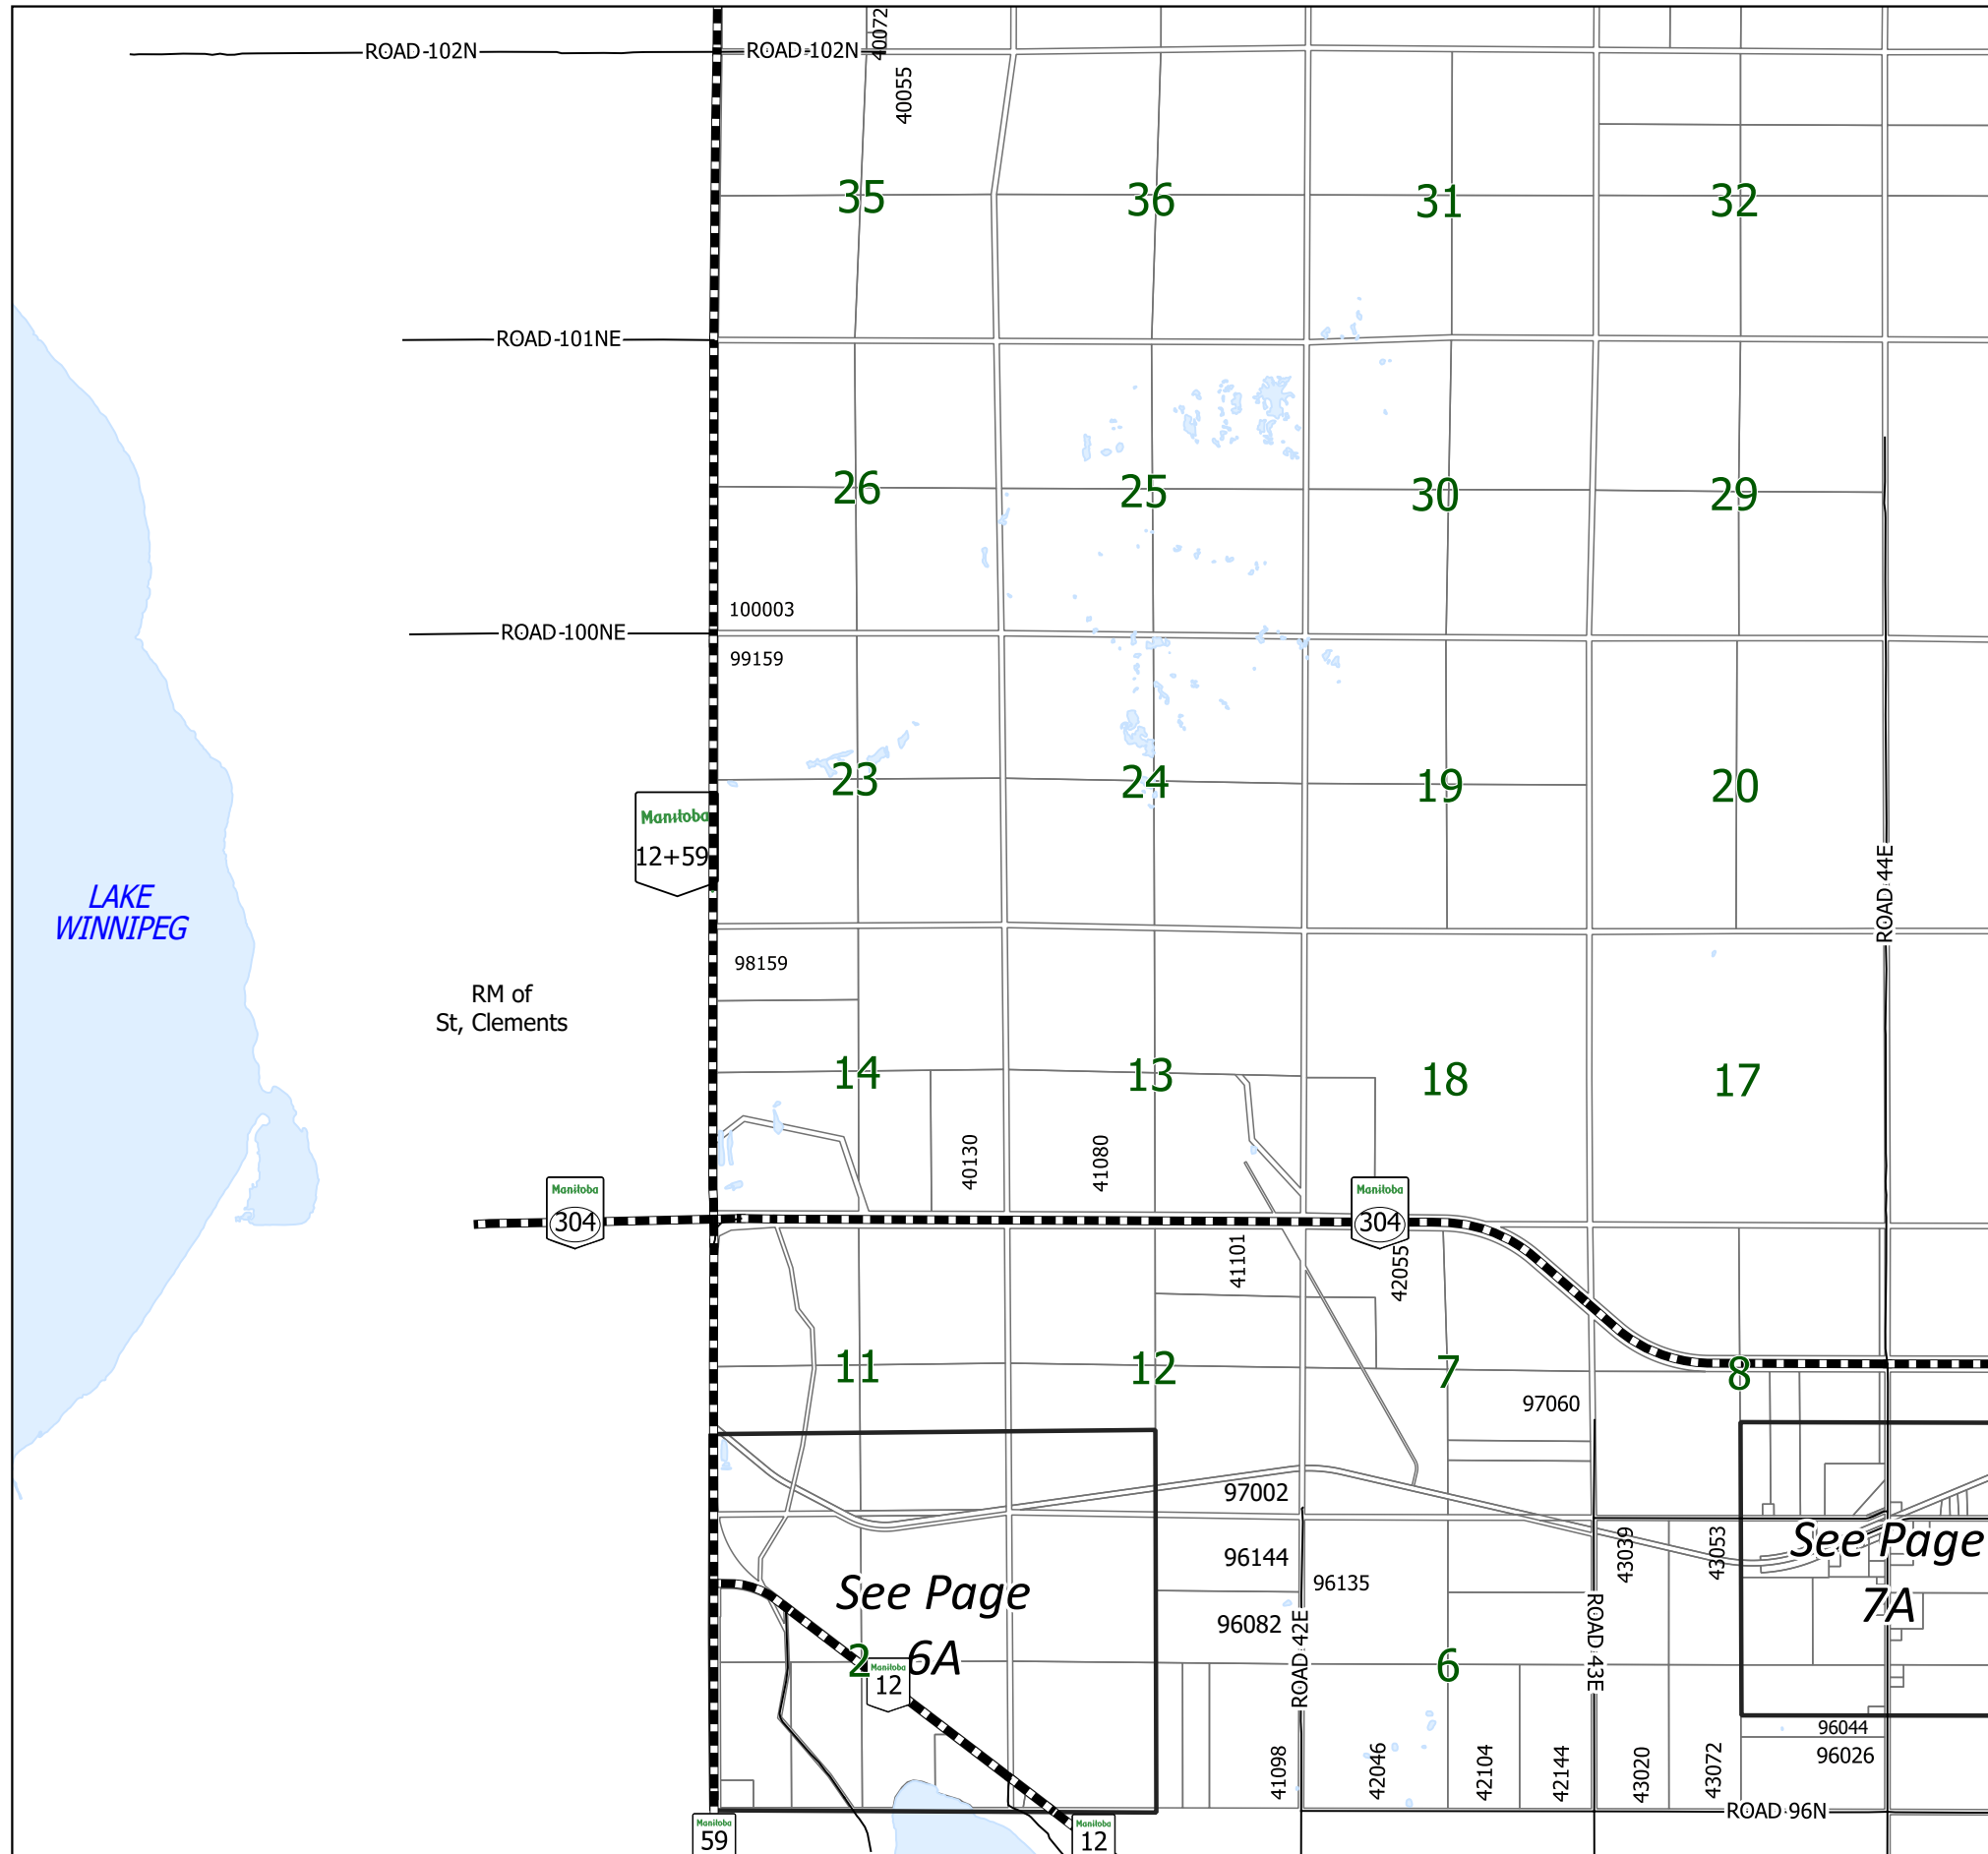 40072
ROAD 102N
ROAD 102N
40055
35
36
31
32
ROAD 101NE
26
25
30
29
100003
ROAD 100NE
99159
23
24
19
20
Manitoba
12+59
ROAD 44E
LAKE
WINNIPEG
98159
RM of
St, Clements
14
13
18
17
40130
41080
Manitoba
304
Manitoba
304
41101
42055
11
12
7
8
97060
97002
See Page
7A
43039
43053
96144
96135
See Page
6A
96082
ROAD 42E
ROAD 43E
2
6
Manitoba
12
96044
96026
41098
42046
42104
42144
43020
43072
ROAD 96N
Manitoba
59
Manitoba
12